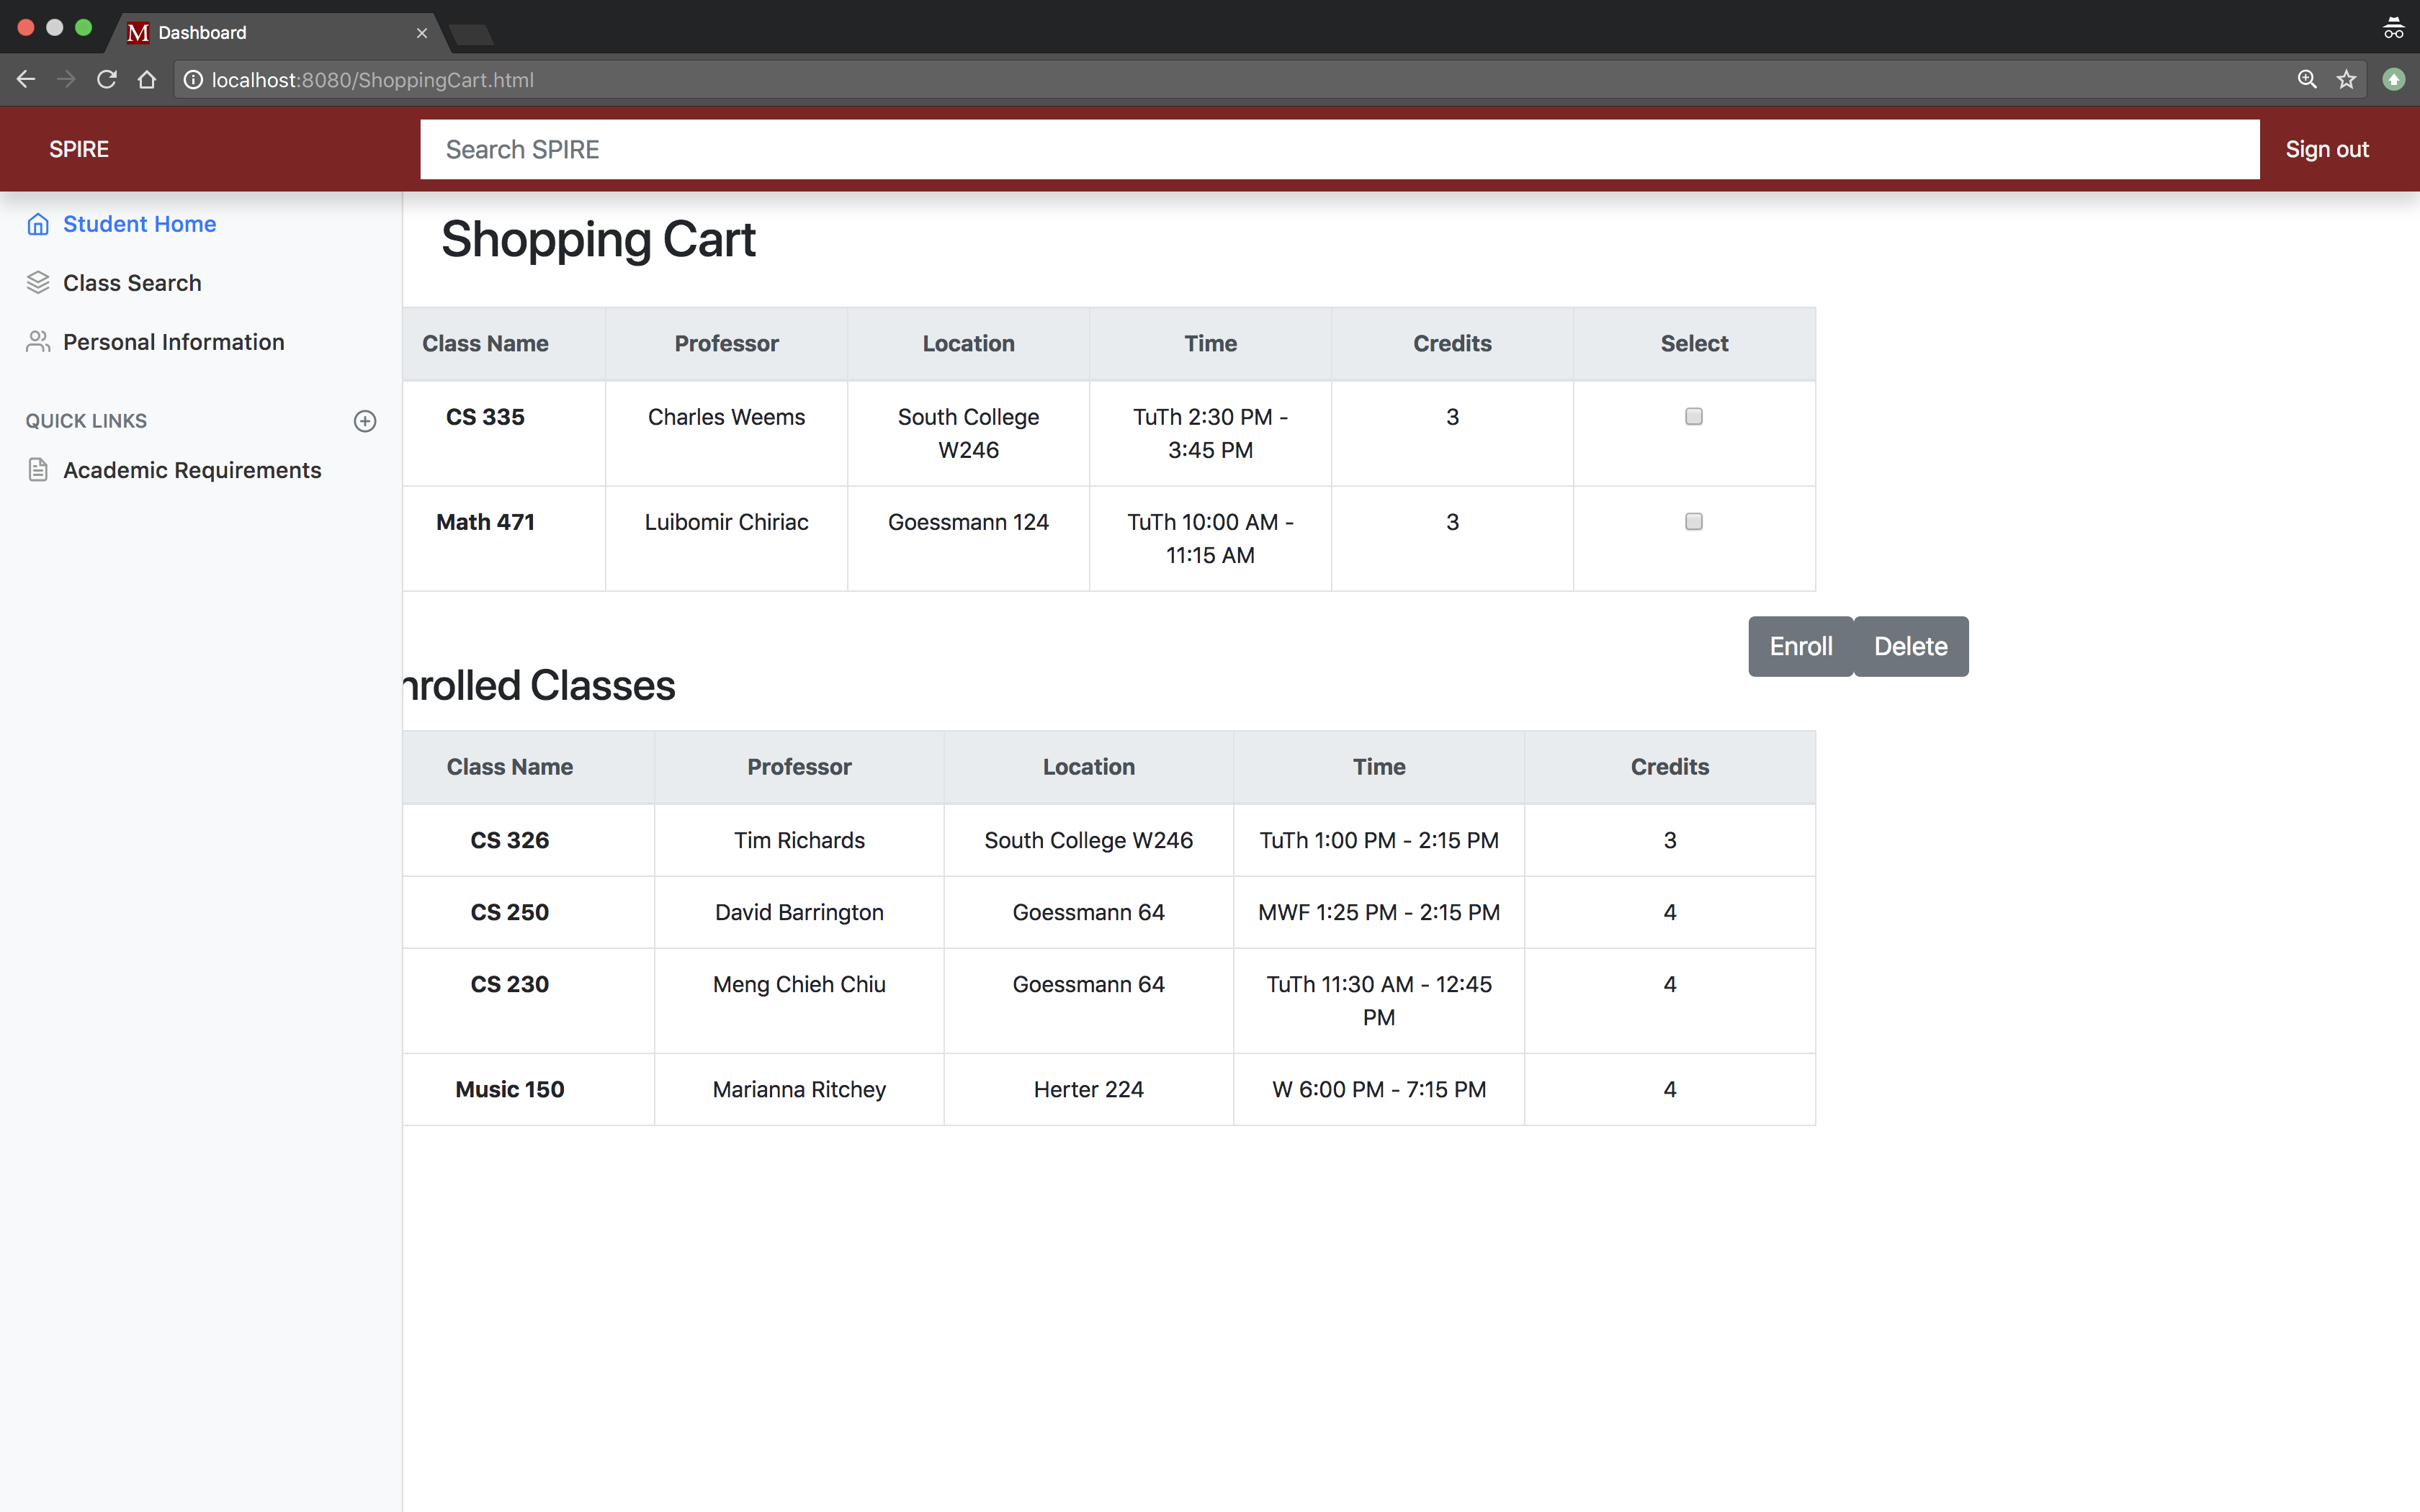 M Dashboard
localhost:8080/ShoppingCart.html
SPIRE Search SPIRE Sign out
Student Home
Class Search
Personal Information
QUICK LINKS
Academic Requirements
Shopping Cart
Class Name Professor Location Time Credits Select
CS 335 Charles Weems South College TuTh 2:30 PM - 3
W246 3:45 PM
Math 471 Luibomir Chiriac Goessmann 124 TuTh 10:00 AM - 3
11:15 AM
Enroll Delete
nrolled Classes
Class Name Professor Location Time Credits
CS 326 Tim Richards South College W246 TuTh 1:00 PM - 2:15 PM 3
CS 250 David Barrington Goessmann 64 MWF 1:25 PM - 2:15 PM 4
CS 230 Meng Chieh Chiu Goessmann 64 TuTh 11:30 AM - 12:45 4
PM
Music 150 Marianna Ritchey Herter 224 W 6:00 PM - 7:15 PM 4